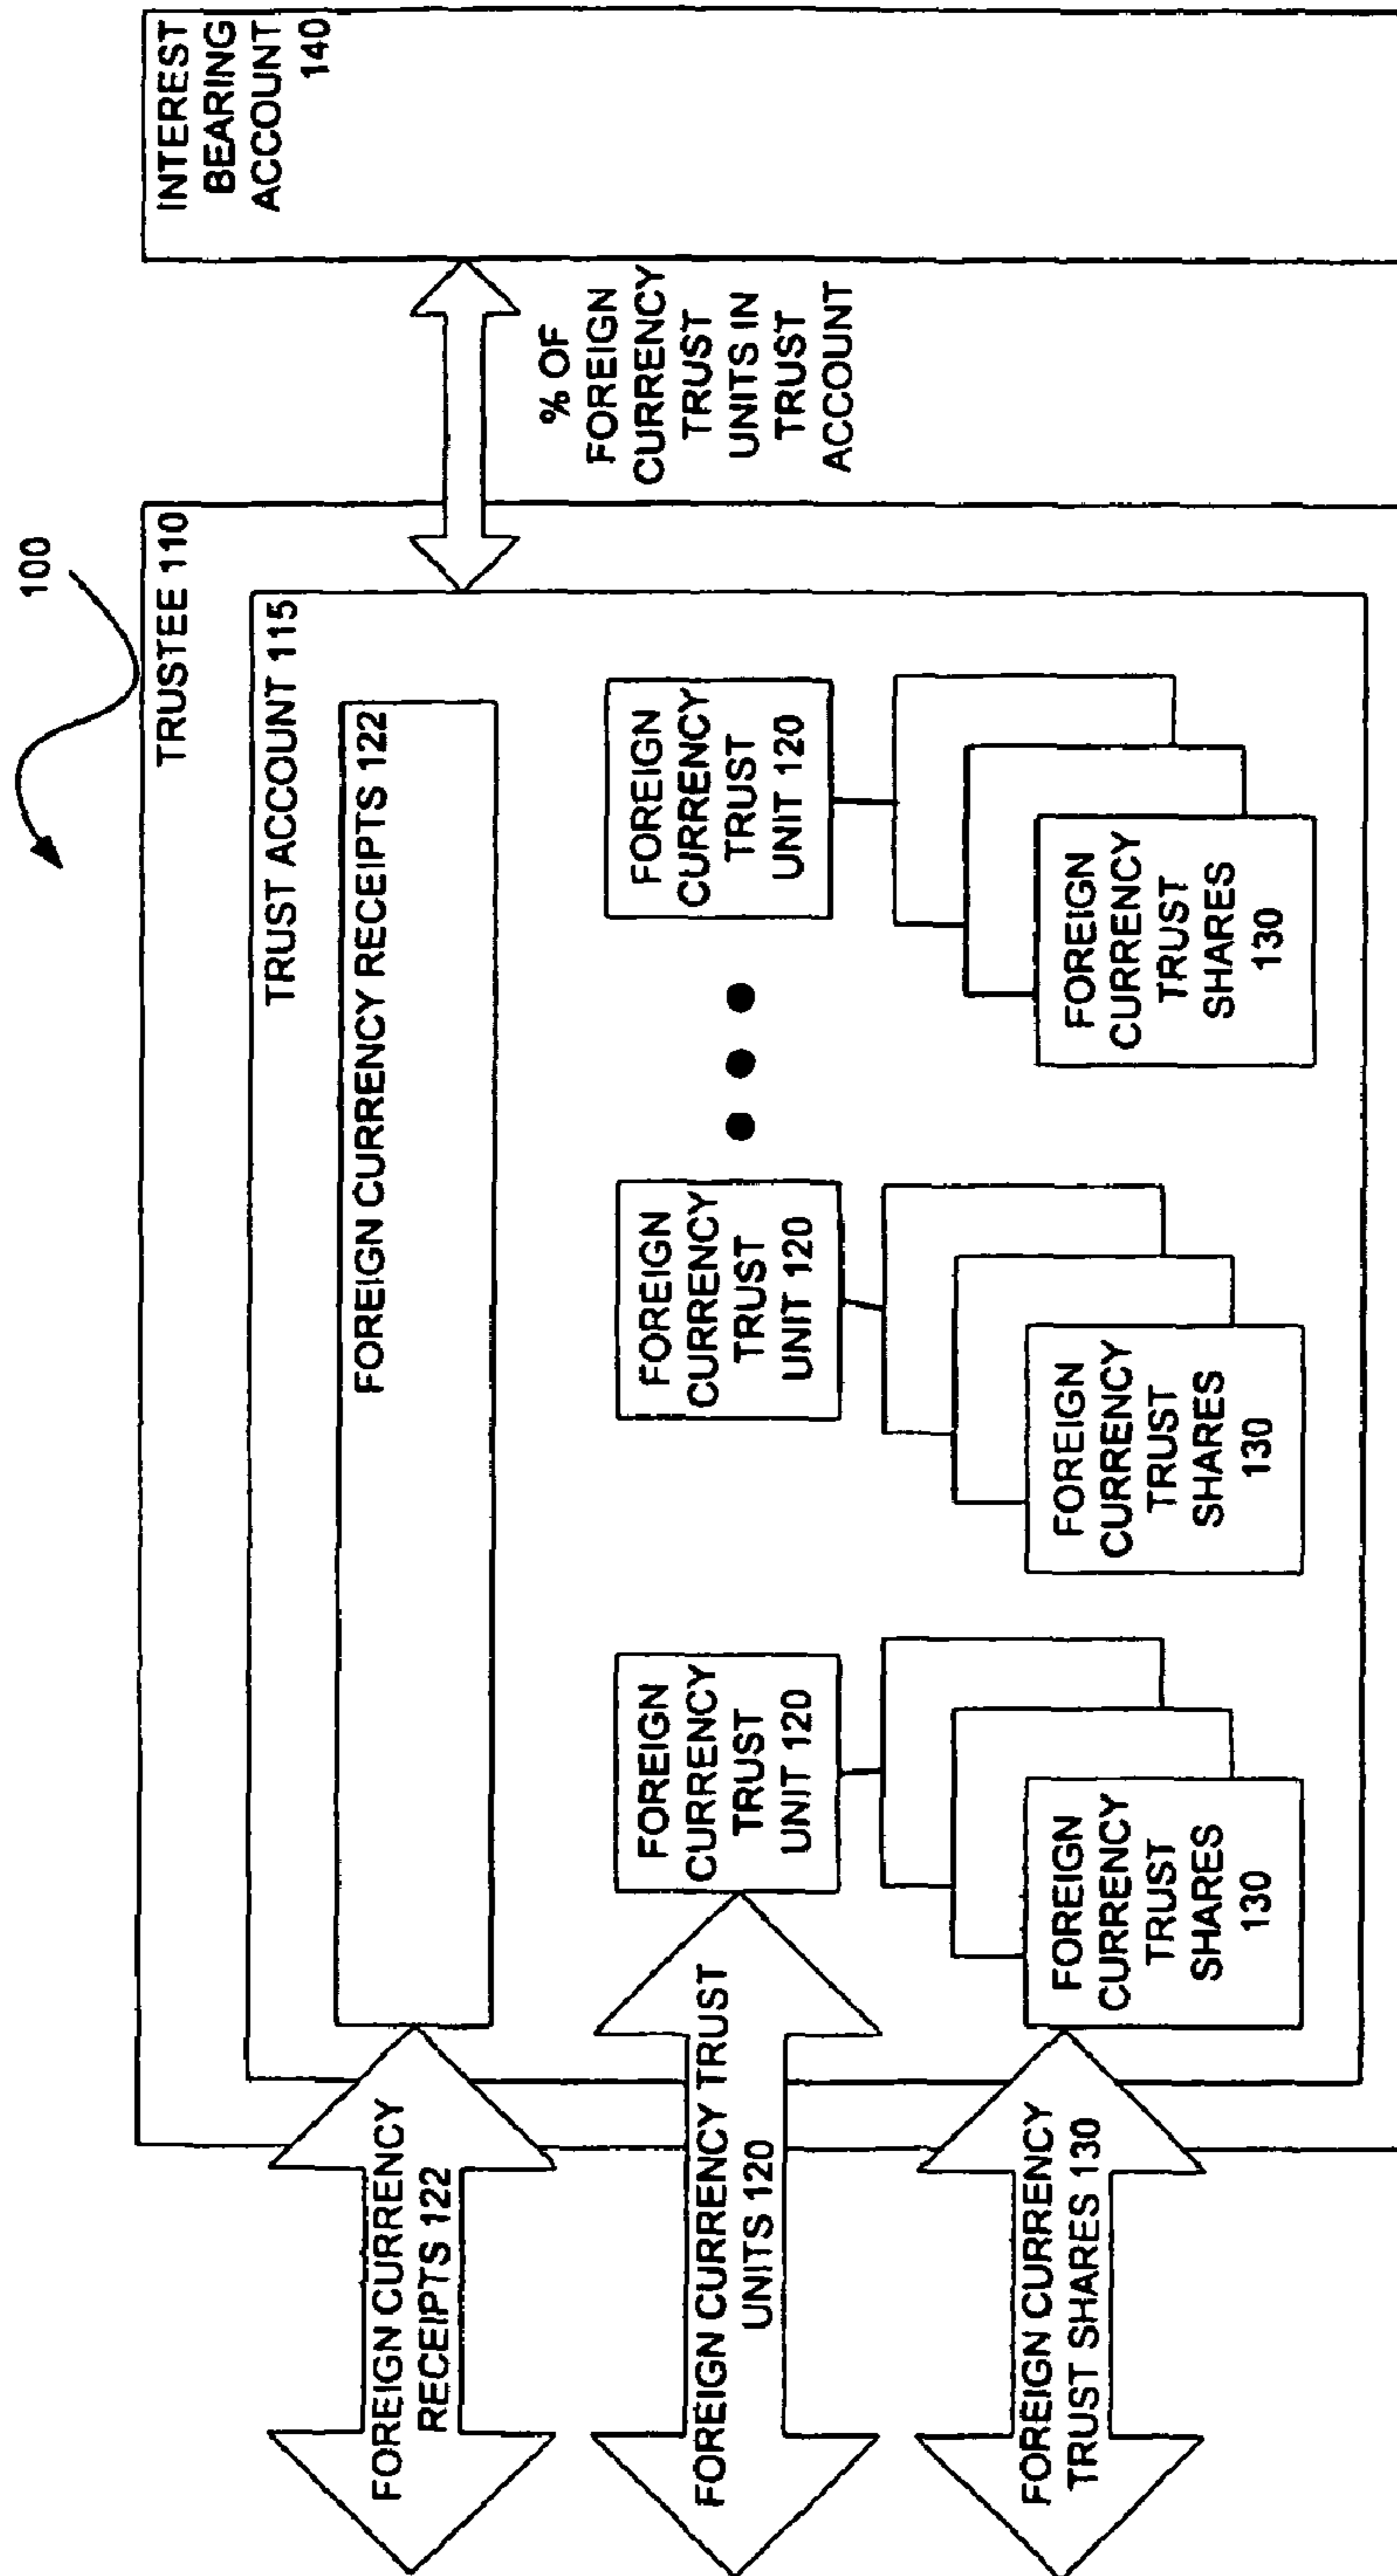 100
TRUSTEE 110
TRUST ACCOUNT 115
FOREIGN CURRENCY RECEIPTS 122
INTEREST
BEARING
ACCOUNT
140
% OF
FOREIGN
CURRENCY
TRUST
UNITS IN
TRUST
ACCOUNT
FOREIGN CURRENCY
RECEIPTS 122
FOREIGN CURRENCY TRUST
UNITS 120
FOREIGN CURRENCY
TRUST SHARES 130
FOREIGN
CURRENCY
TRUST
UNIT 120
FOREIGN
CURRENCY
TRUST
UNIT 120
FOREIGN
CURRENCY
TRUST
UNIT 120
FOREIGN
CURRENCY
TRUST
SHARES
130
FOREIGN
CURRENCY
TRUST
SHARES
130
FOREIGN
CURRENCY
TRUST
SHARES
130